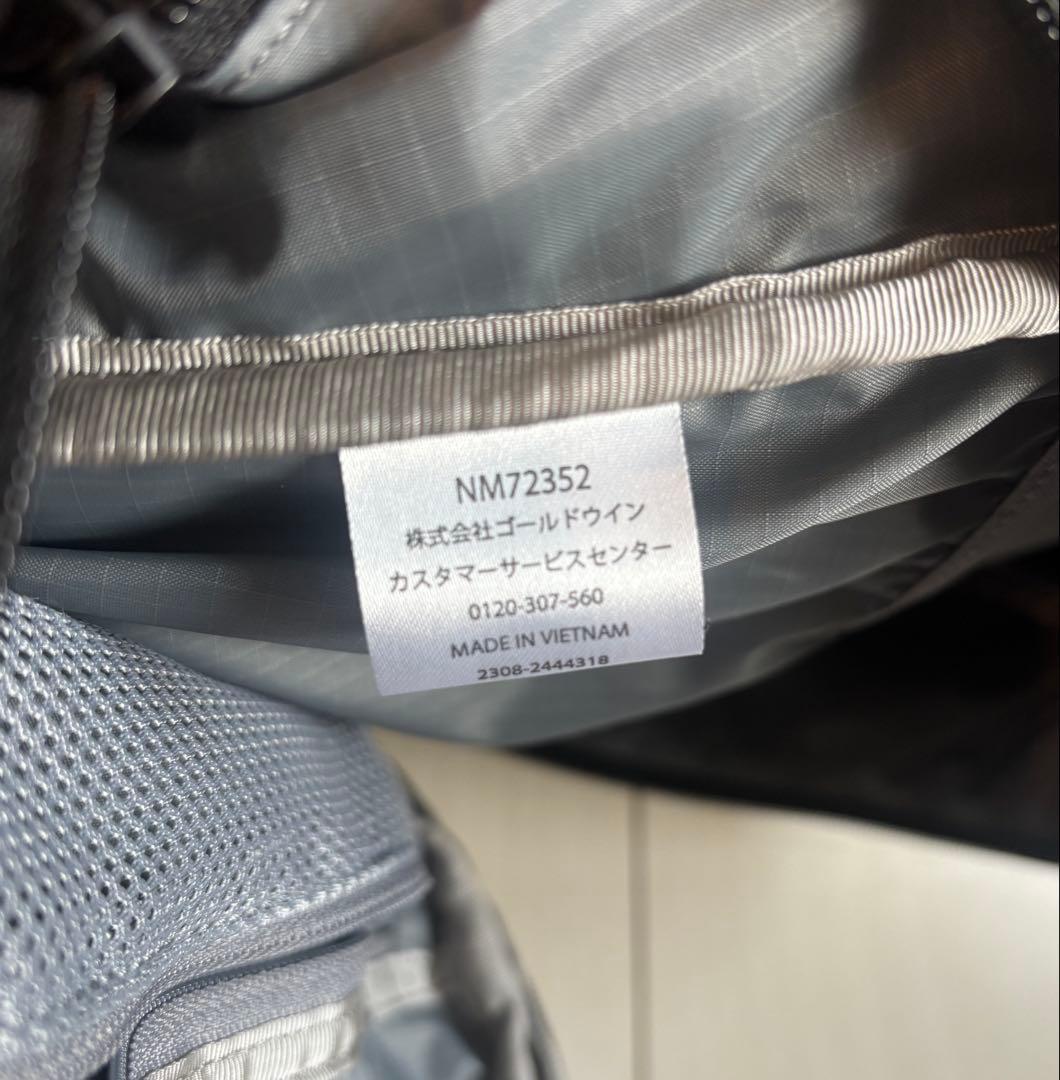 NM72352
株式会社ゴールドウイン
カスタマーサービスセンター
0120-307-560
MADE IN VIETNAM
2308-2444318